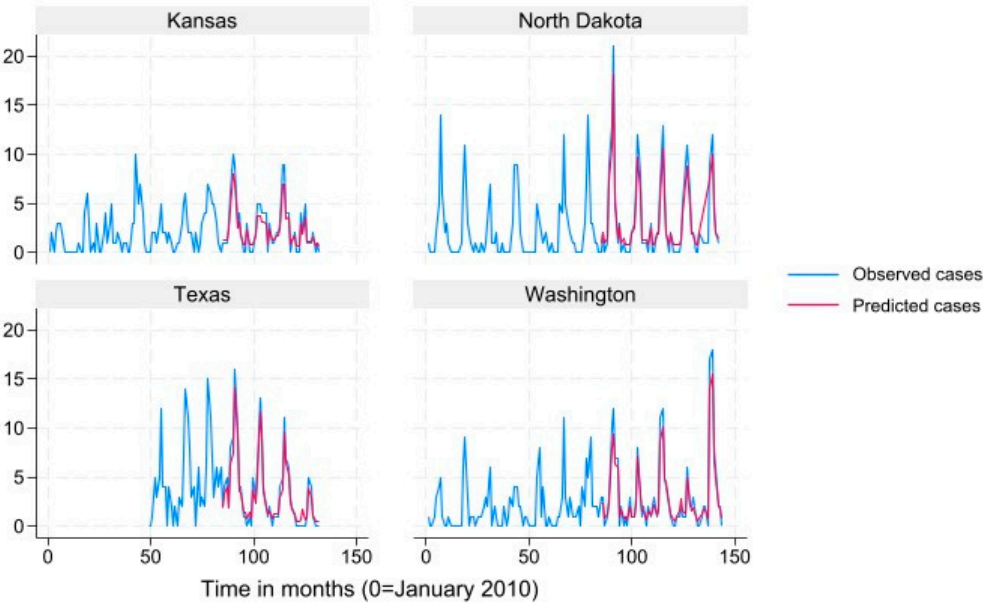 Kansas
North Dakota
20
15
10
5
0
Texas
Washington
Observed cases
Predicted cases
20
15
10
5
0
0
50
100
150
0
50
100
150
Time in months (0=January 2010)